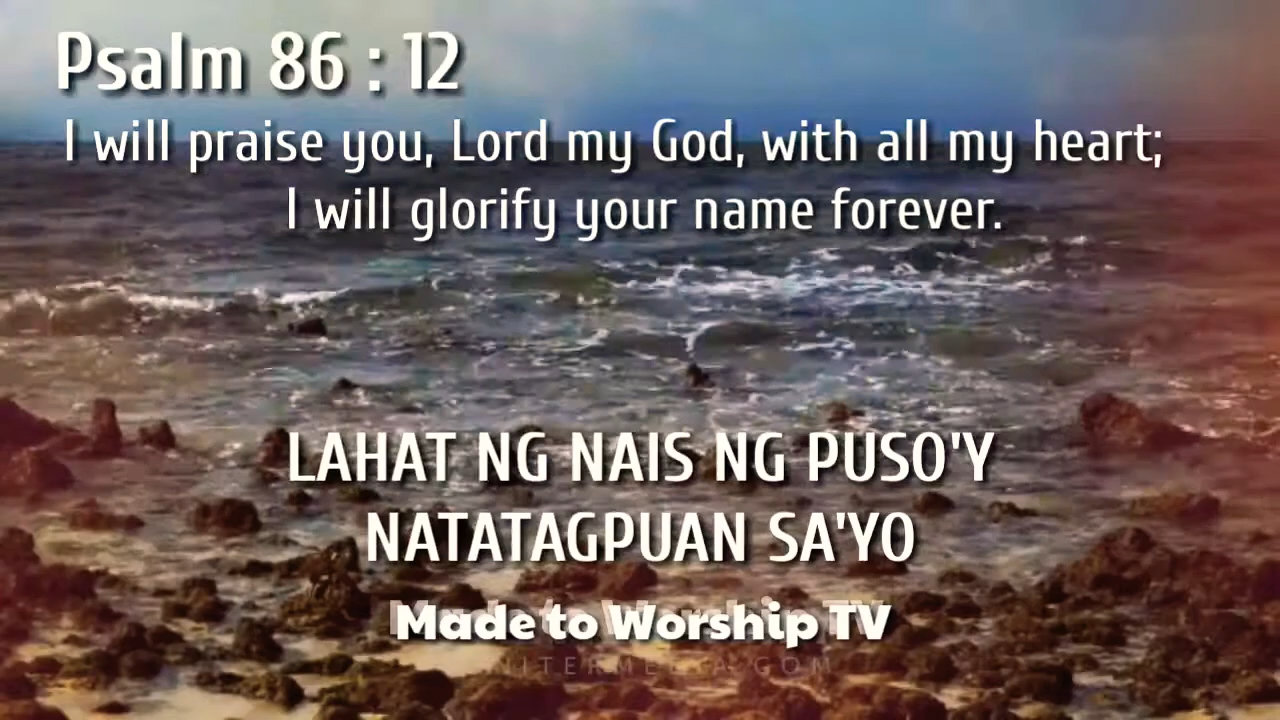 Psalm 86 : 12
I will praise you, Lord my God, with all my heart;
I will glorify your name forever.
LAHAT NG NAIS NG PUSO'Y
NATATAGPUAN SA'YO
Made to Worship TV